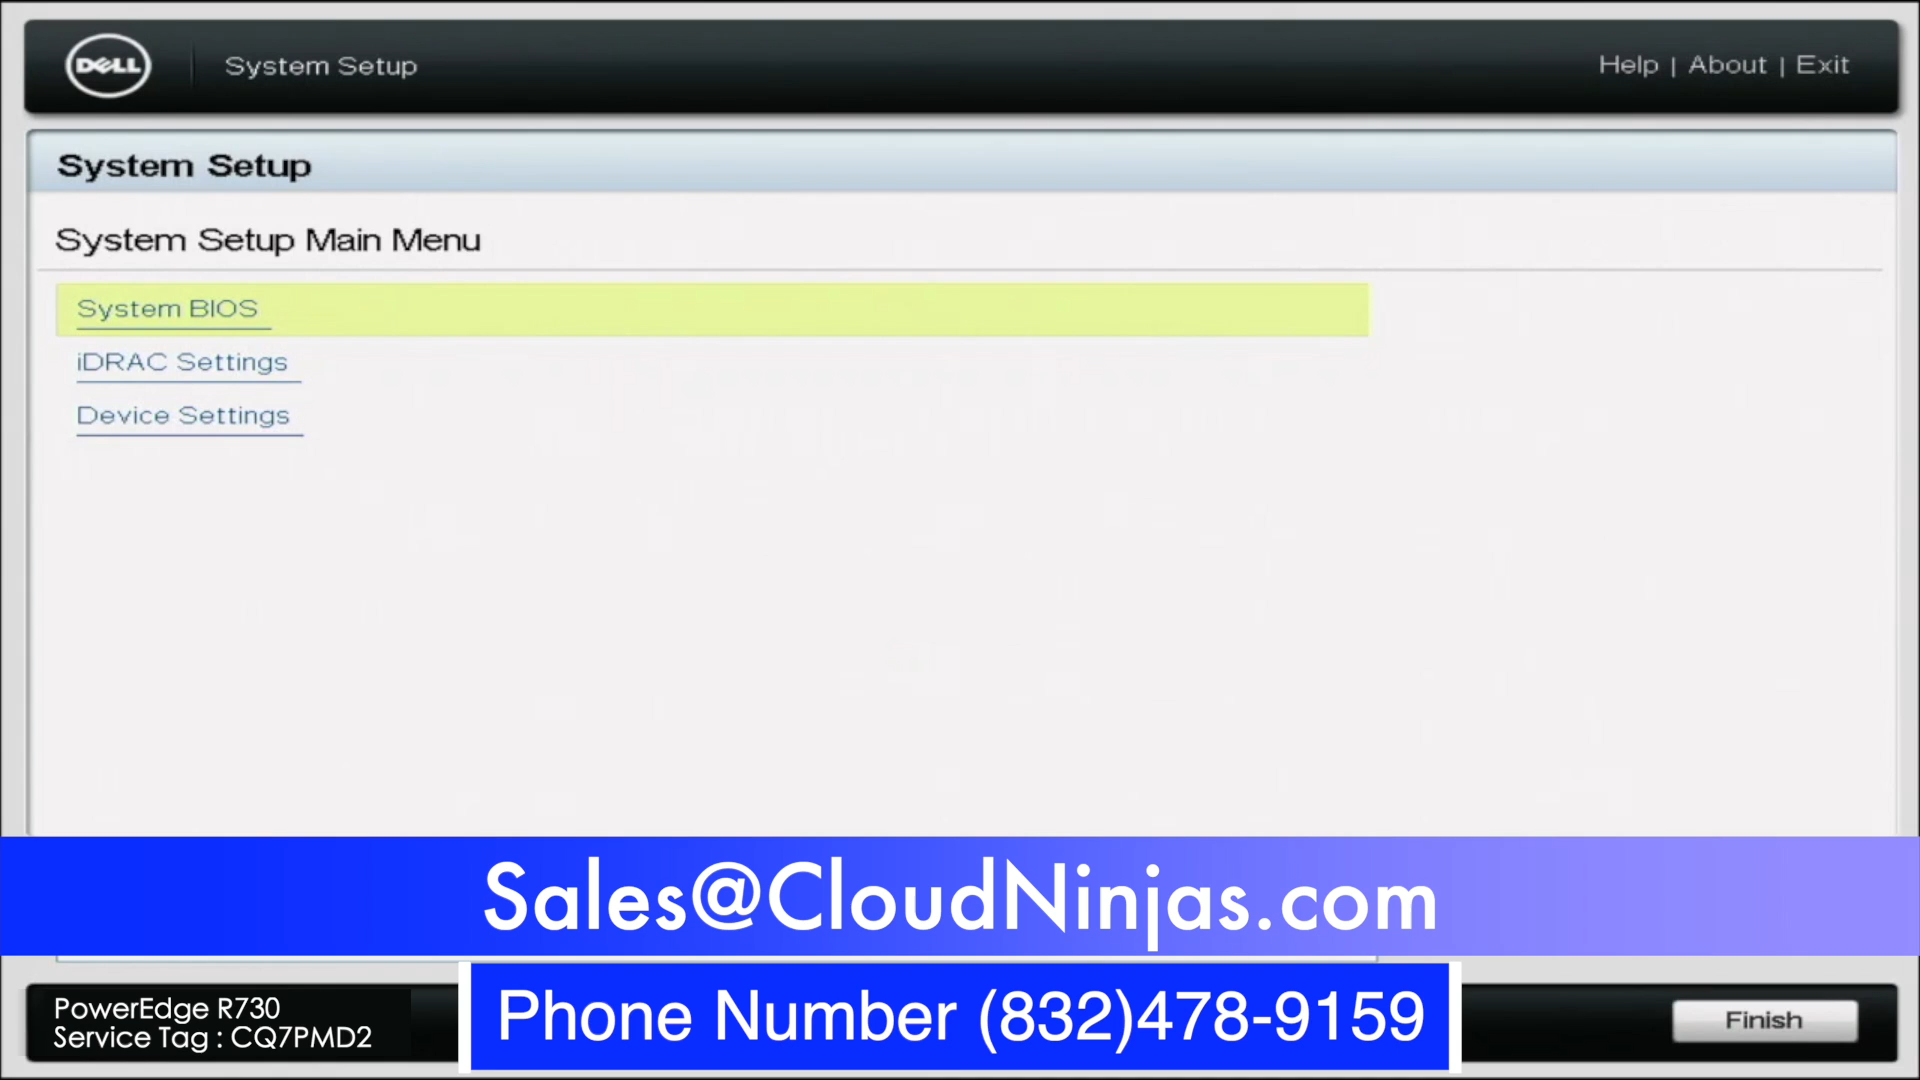 DELL
System Setup
Help | About | Exit
System Setup
System Setup Main Menu
System BIOS
iDRAC Settings
Device Settings
Sales@CloudNinjas.com
PowerEdge R730
Service Tag : CQ7PMD2
Phone Number (832)478-9159
Finish